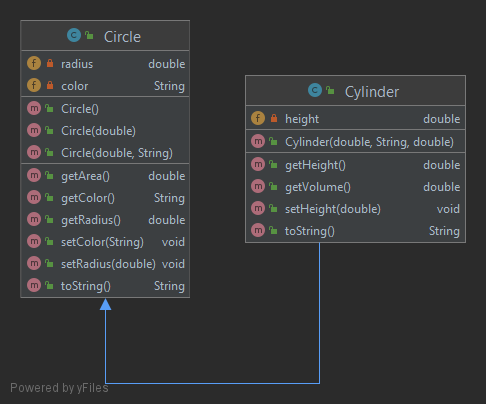 Circle
radius double
color String
Circle()
Circle(double)
Circle(double, String)
getArea() double
getColor() String
getRadius() double
setColor(String) void
setRadius(double) void
toString() String
Cylinder
height double
Cylinder(double, String, double)
getHeight() double
getVolume() double
setHeight(double) void
toString() String
Powered by yFiles